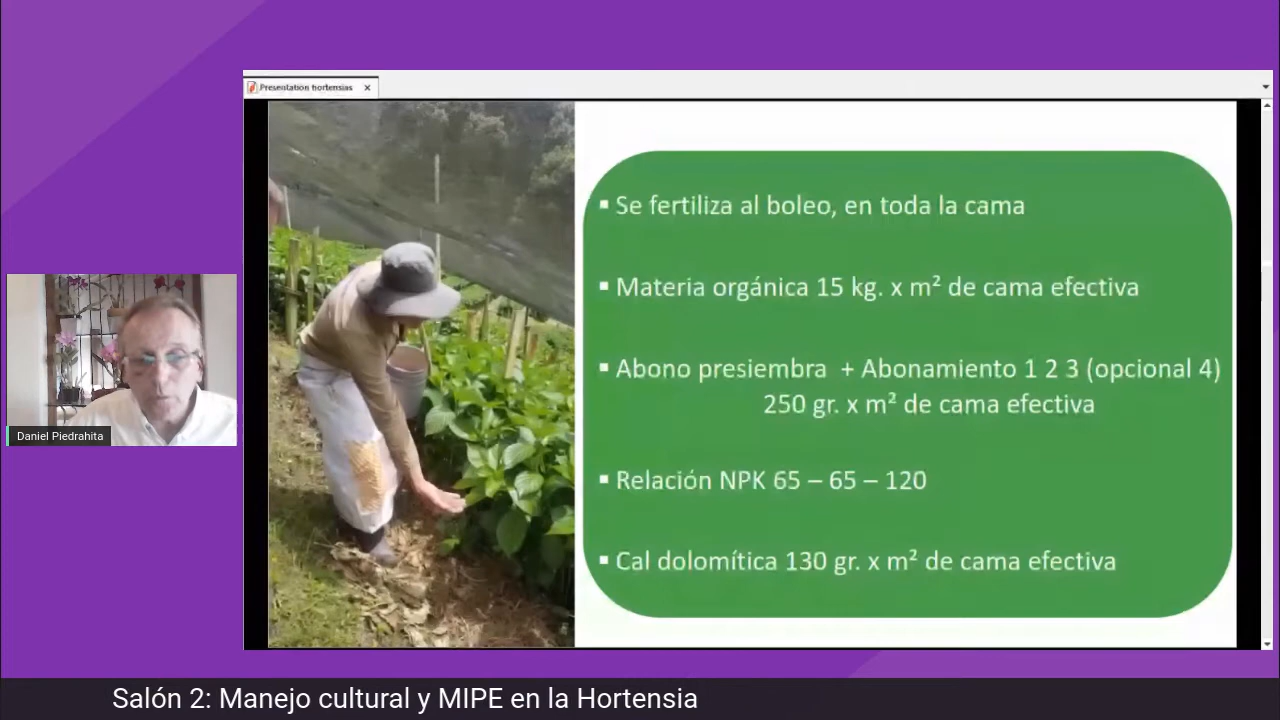 Presentation hortensias
▪ Se fertiliza al boleo, en toda la cama
▪ Materia orgánica 15 kg. x m² de cama efectiva
▪ Abono presiembra + Abonamiento 1 2 3 (opcional 4)
250 gr. x m² de cama efectiva
▪ Relación NPK 65 – 65 – 120
▪ Cal dolomítica 130 gr. x m² de cama efectiva
Daniel Piedrahita
Salón 2: Manejo cultural y MIPE en la Hortensia